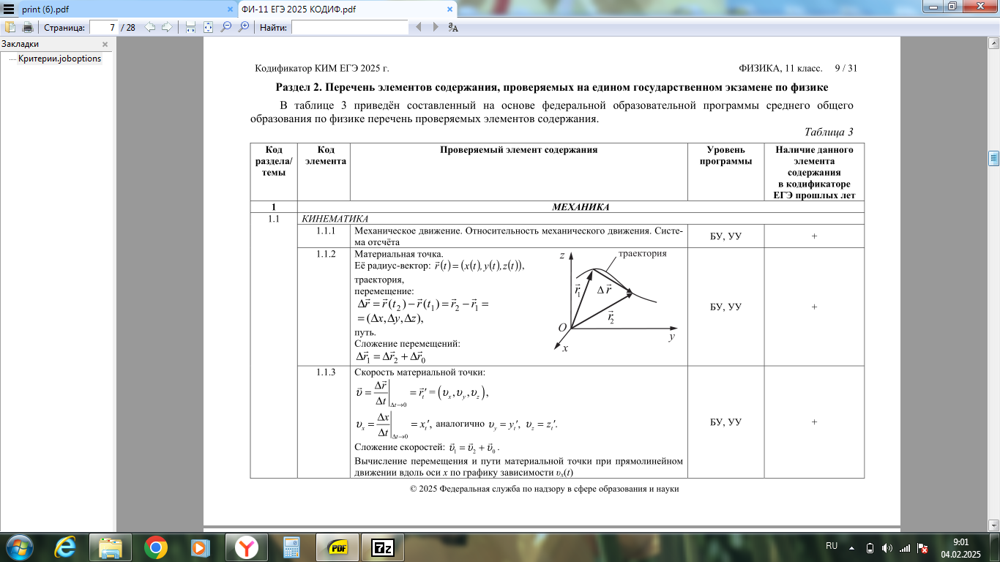 print (6).pdf
ФИ-11 ЕГЭ 2025 КОДИФ.pdf
Страница: 7 / 28
Найти:
Закладки
Критерии.joboptions
Кодификатор КИМ ЕГЭ 2025 г.
ФИЗИКА, 11 класс. 9 / 31
Раздел 2. Перечень элементов содержания, проверяемых на едином государственном экзамене по физике
В таблице 3 приведён составленный на основе федеральной образовательной программы среднего общего
образования по физике перечень проверяемых элементов содержания.
Таблица 3
Код
раздела/
темы
Код
элемента
Проверяемый элемент содержания
Уровень
программы
Наличие данного
элемента
содержания
в кодификаторе
ЕГЭ прошлых лет
1
МЕХАНИКА
1.1
КИНЕМАТИКА
1.1.1
Механическое движение. Относительность механического движения. Систе-
ма отсчёта
БУ, УУ
+
1.1.2
Материальная точка.
Её радиус-вектор: r⃗(t) = (x(t), y(t), z(t)),
траектория,
перемещение:
Δr⃗ = r⃗(t₂) − r⃗(t₁) = r⃗₂ − r⃗₁ =
= (Δx, Δy, Δz),
путь.
Сложение перемещений:
Δr⃗₁ = Δr⃗₂ + Δr⃗₀
z
траектория
r⃗₁
Δ r⃗
r⃗₂
O
y
x
БУ, УУ
+
1.1.3
Скорость материальной точки:
υ⃗ = Δr⃗/Δt |Δt→0 = r⃗ₜ′ = (υₓ, υᵧ, υ_z),
υₓ = Δx/Δt |Δt→0 = xₜ′, аналогично υᵧ = yₜ′, υ_z = zₜ′.
Сложение скоростей: υ⃗₁ = υ⃗₂ + υ⃗₀.
Вычисление перемещения и пути материальной точки при прямолинейном
движении вдоль оси x по графику зависимости υₓ(t)
БУ, УУ
+
© 2025 Федеральная служба по надзору в сфере образования и науки
PDF
7z
RU
9:01
04.02.2025